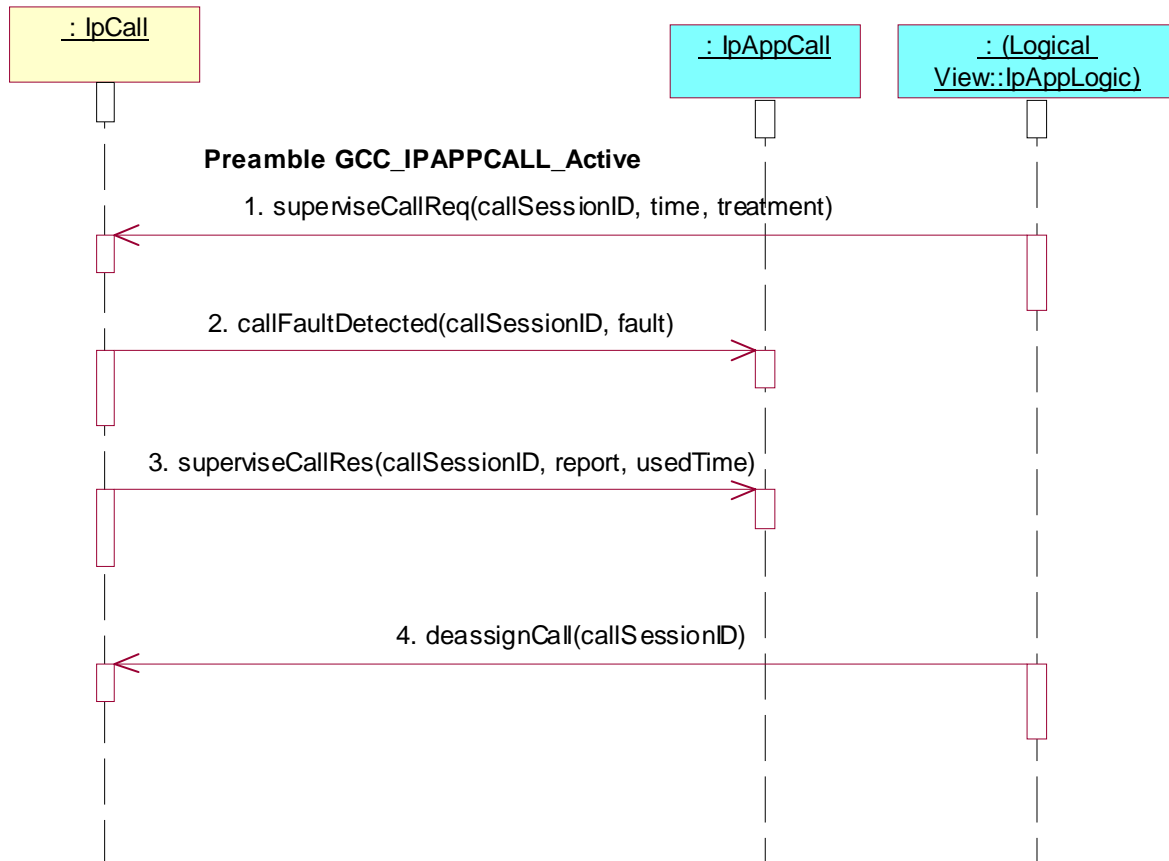 : IpCall
: IpAppCall
: (Logical
View::IpAppLogic)
Preamble GCC_IPAPPCALL_Active
1. superviseCallReq(callSessionID, time, treatment)
2. callFaultDetected(callSessionID, fault)
3. superviseCallRes(callSessionID, report, usedTime)
4. deassignCall(callSessionID)